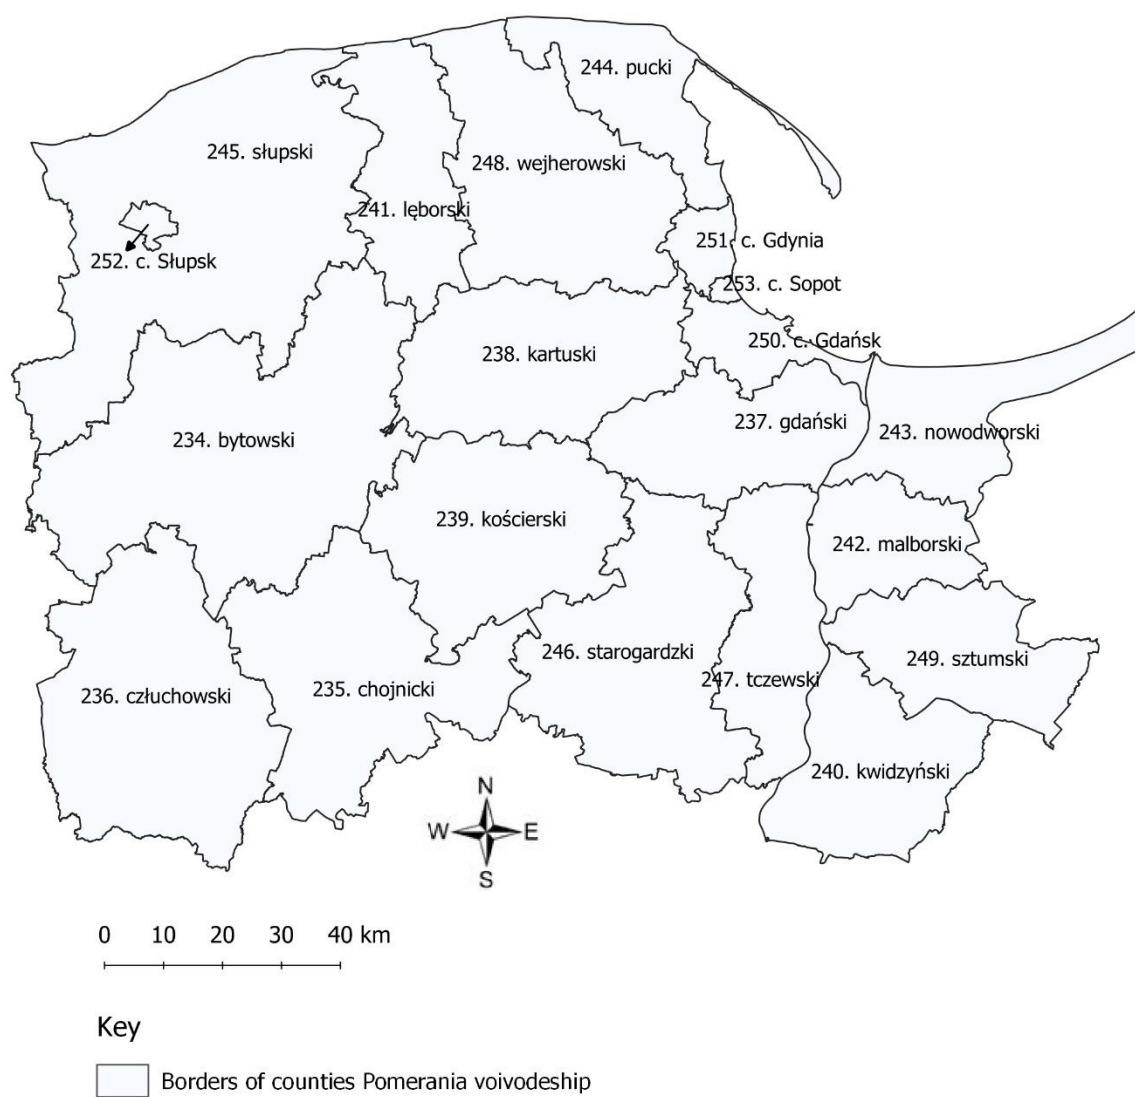 244. pucki
245. słupski
248. wejherowski
241. lęborski
251. c. Gdynia
252. c. Słupsk
253. c. Sopot
250. c. Gdańsk
238. kartuski
237. gdański
243. nowodworski
234. bytowski
239. kościerski
242. malborski
246. starogardzki
249. sztumski
247. tczewski
235. chojnicki
236. człuchowski
240. kwidzyński
N
W E
S
0 10 20 30 40 km
Key
Borders of counties Pomerania voivodeship